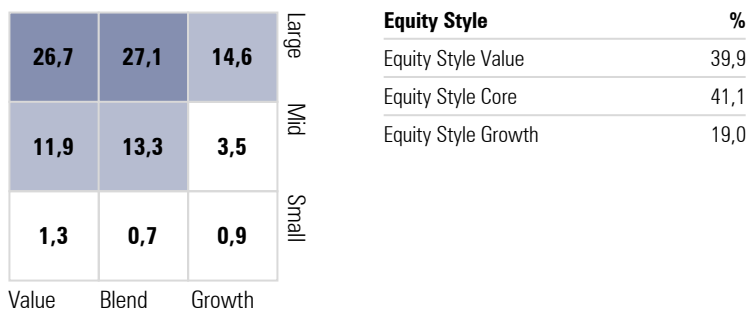 26,7 27,1 14,6 Large
11,9 13,3 3,5 Mid
1,3 0,7 0,9 Small
Value Blend Growth
Equity Style %
Equity Style Value 39,9
Equity Style Core 41,1
Equity Style Growth 19,0